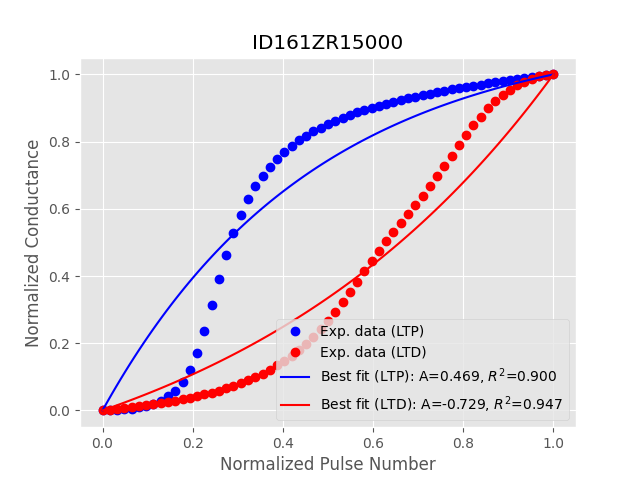 ID161ZR15000
Normalized Conductance
1.0
0.8
0.6
0.4
0.2
0.0
Exp. data (LTP)
Exp. data (LTD)
Best fit (LTP): A=0.469, R²=0.900
Best fit (LTD): A=-0.729, R²=0.947
0.0 0.2 0.4 0.6 0.8 1.0
Normalized Pulse Number